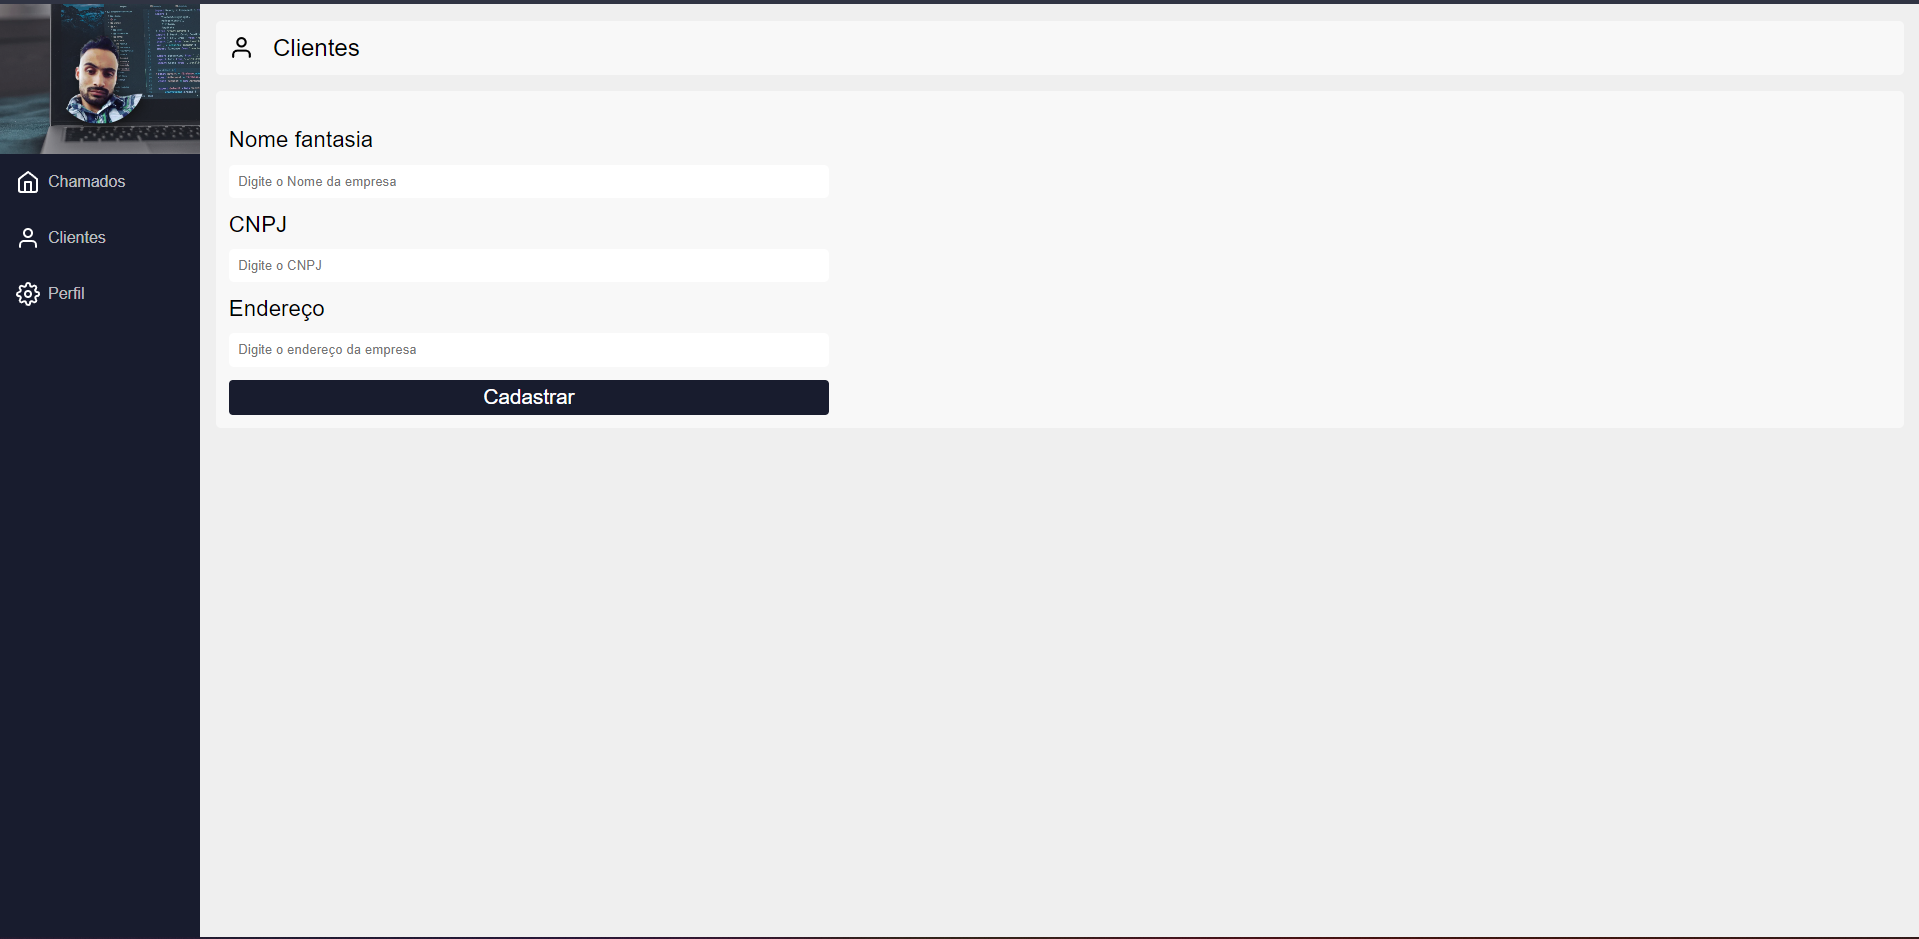 Chamados
Clientes
Perfil
Clientes
Nome fantasia
Digite o Nome da empresa
CNPJ
Digite o CNPJ
Endereço
Digite o endereço da empresa
Cadastrar